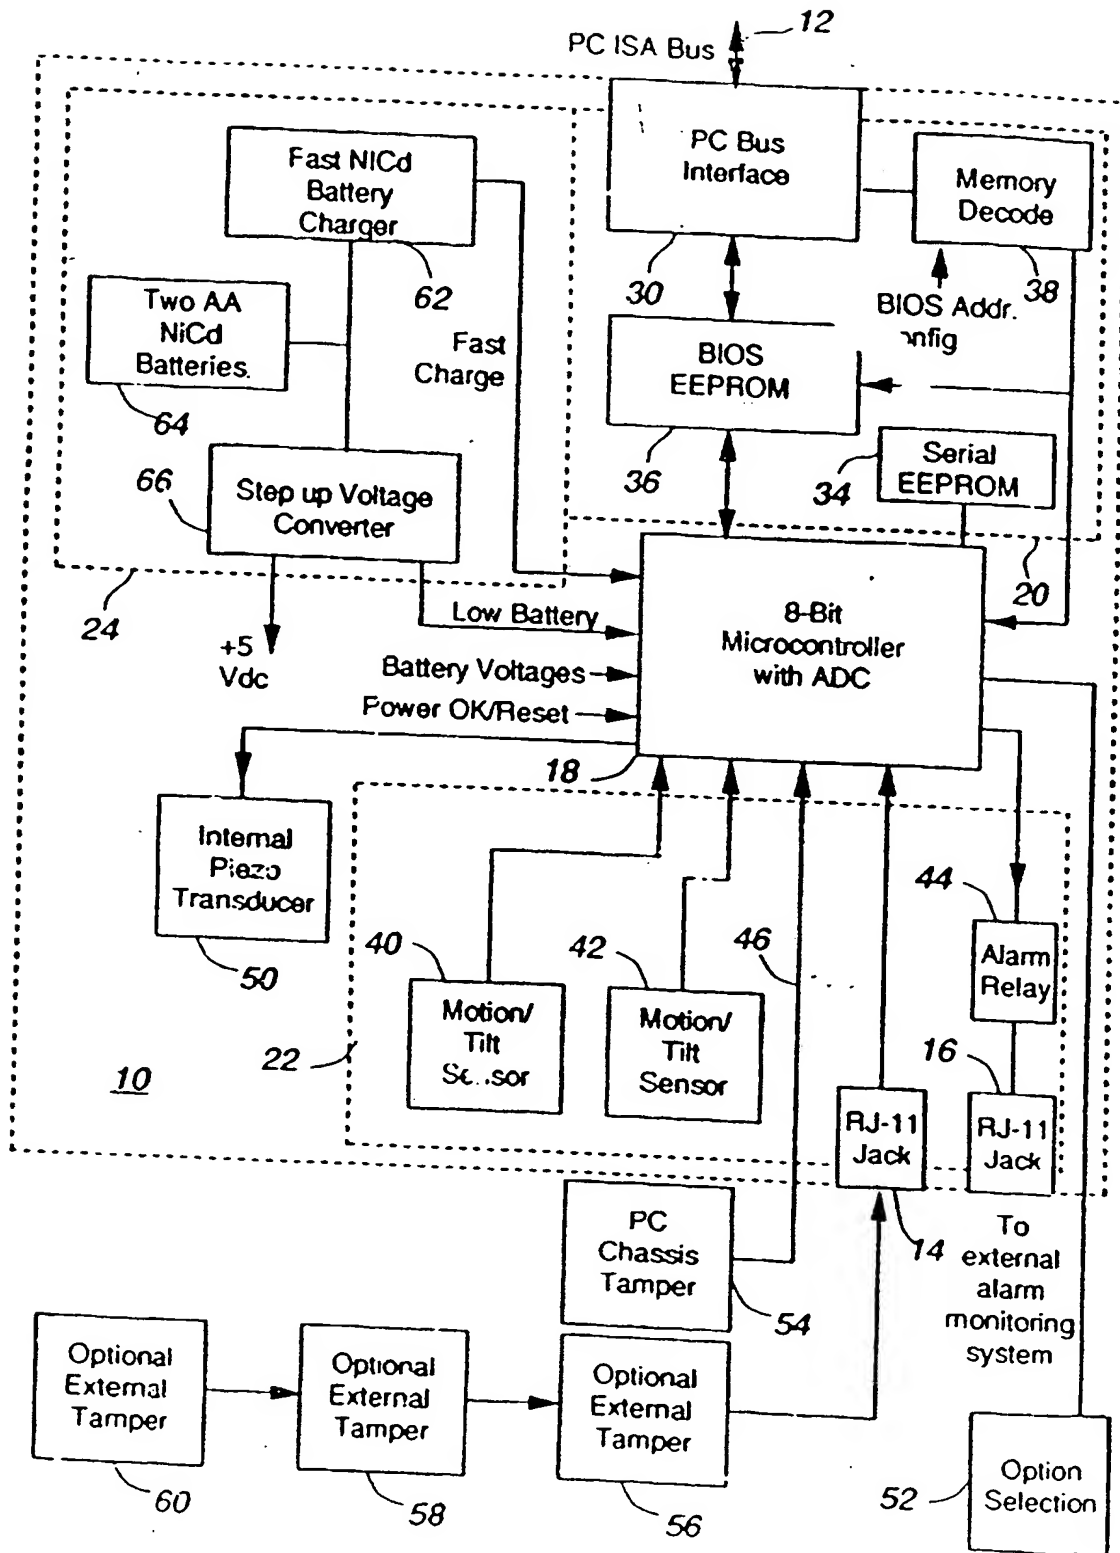 PC ISA Bus
12
Fast NICd
Battery
Charger
62
PC Bus
Interface
30
Memory
Decode
38
BIOS Addr.
Two AA
NiCd
Batteries.
64
Fast
Charge
BIOS
EEPROM
36
Serial
EEPROM
34
66
Step up Voltage
Converter
24
20
+5
Vdc
Low Battery
Battery Voltages
Power OK/Reset
8-Bit
Microcontroller
with ADC
18
Internal
Piezo
Transducer
50
40
Motion/
Tilt
42
Motion/
Tilt
Sensor
46
44
Alarm
Relay
22
10
16
RJ-11
Jack
RJ-11
Jack
14
PC
Chassis
Tamper
54
To
external
alarm
monitoring
system
Optional
External
Tamper
60
Optional
External
Tamper
58
Optional
External
Tamper
56
52
Option
Selection